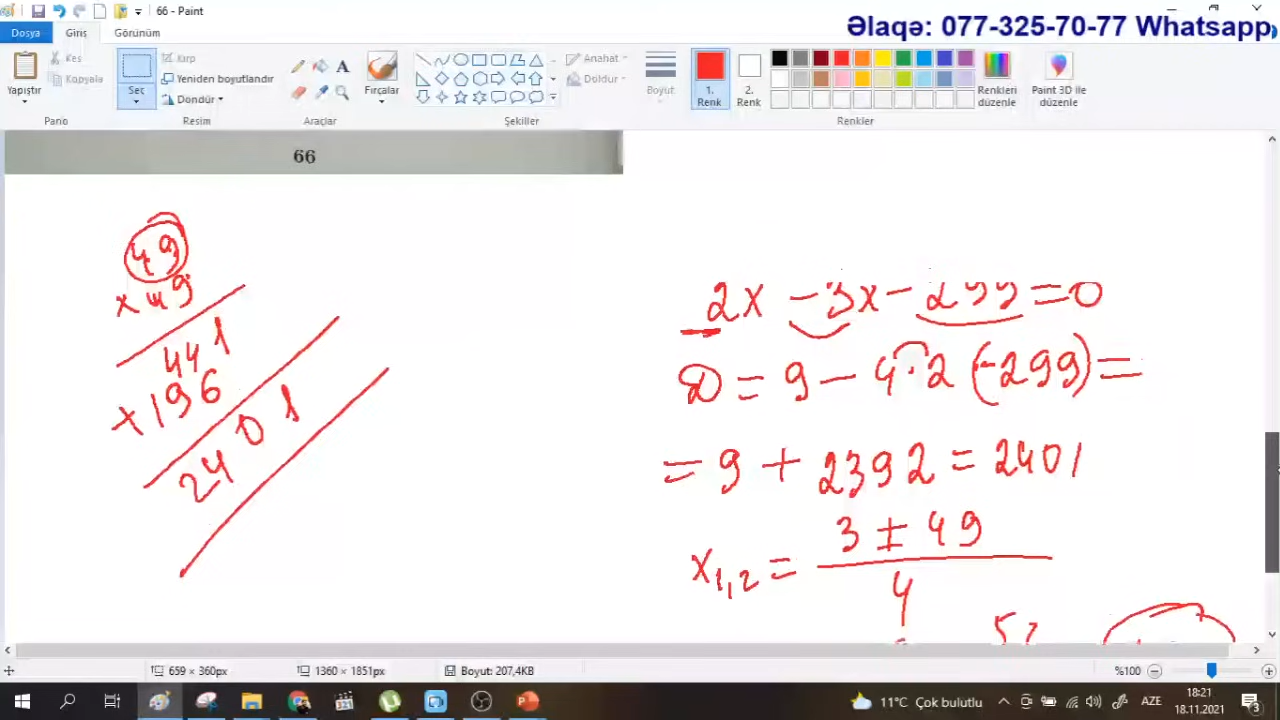 66 - Paint
Əlaqə: 077-325-70-77 Whatsapp
Dosya Giriş Görünüm
Yapıştır
Kes
Kopyala
Pano
Seç
Kırp
Yeniden boyutlandır
Döndür
Resim
A
Araçlar
Fırçalar
Anahat
Doldur
Şekiller
Boyut
1. Renk
2. Renk
Renkleri düzenle
Paint 3D ile düzenle
Renkler
66
49
x 49
441
+196
2401
2x - 3x - 299 = 0
D = 9 - 4·2(-299) =
= 9 + 2392 = 2401
x1,2 = 3 ± 49
4
659 × 360px
1360 × 1851px
Boyut: 207,4KB
%100
11°C Çok bulutlu
AZE
18:21
18.11.2021
3